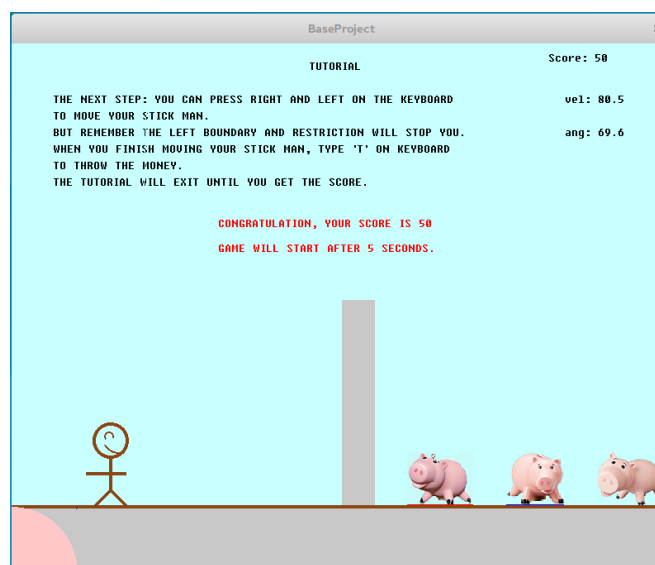 BaseProject
TUTORIAL
Score: 50
THE NEXT STEP: YOU CAN PRESS RIGHT AND LEFT ON THE KEYBOARD
vel: 80.5
TO MOVE YOUR STICK MAN.
BUT REMEMBER THE LEFT BOUNDARY AND RESTRICTION WILL STOP YOU.
ang: 69.6
WHEN YOU FINISH MOVING YOUR STICK MAN, TYPE 'T' ON KEYBOARD
TO THROW THE MONEY.
THE TUTORIAL WILL EXIT UNTIL YOU GET THE SCORE.
CONGRATULATION, YOUR SCORE IS 50
GAME WILL START AFTER 5 SECONDS.